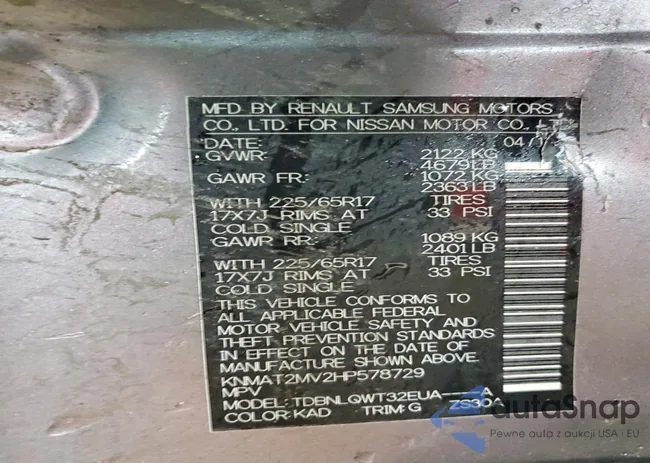 MFD BY RENAULT SAMSUNG MOTORS
CO., LTD. FOR NISSAN MOTOR CO.,
DATE: 04/
GVWR: 2122 KG
4679 LB
GAWR FR: 1072 KG
2363 LB
WITH 225/65R17 TIRES
17X7J RIMS AT 33 PSI
COLD SINGLE
GAWR RR: 1089 KG
2401 LB
WITH 225/65R17 TIRES
17X7J RIMS AT 33 PSI
COLD SINGLE
THIS VEHICLE CONFORMS TO
ALL APPLICABLE FEDERAL
MOTOR VEHICLE SAFETY AND
THEFT PREVENTION STANDARDS
IN EFFECT ON THE DATE OF
MANUFACTURE SHOWN ABOVE.
KNMAT2MV2HP578729
MPV
MODEL: TDBNLQWT32EUA----A
COLOR: KAD TRIM: G ZS30A
autaSnap
Pewne auta z aukcji USA i EU